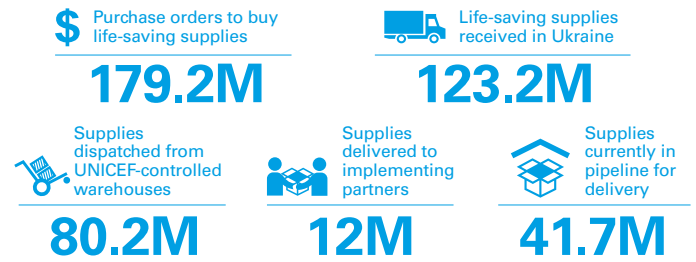 $ Purchase orders to buy
life-saving supplies
179.2M
Life-saving supplies
received in Ukraine
123.2M
Supplies
dispatched from
UNICEF-controlled
warehouses
80.2M
Supplies
delivered to
implementing
partners
12M
Supplies
currently in
pipeline for
delivery
41.7M